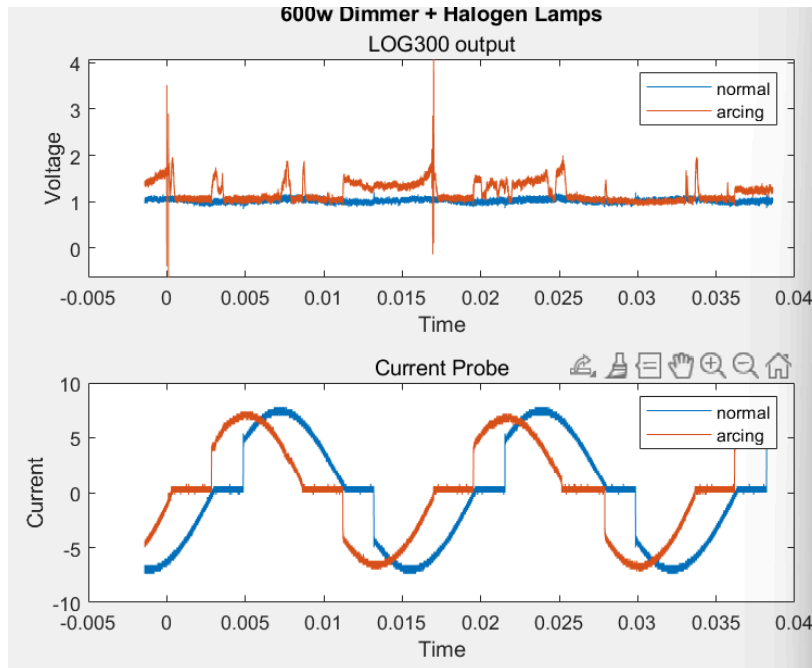 600w Dimmer + Halogen Lamps
LOG300 output
4
3
2
1
0
Voltage
normal
arcing
-0.005 0 0.005 0.01 0.015 0.02 0.025 0.03 0.035 0.04
Time
Current Probe
10
5
0
-5
-10
Current
normal
arcing
-0.005 0 0.005 0.01 0.015 0.02 0.025 0.03 0.035 0.04
Time